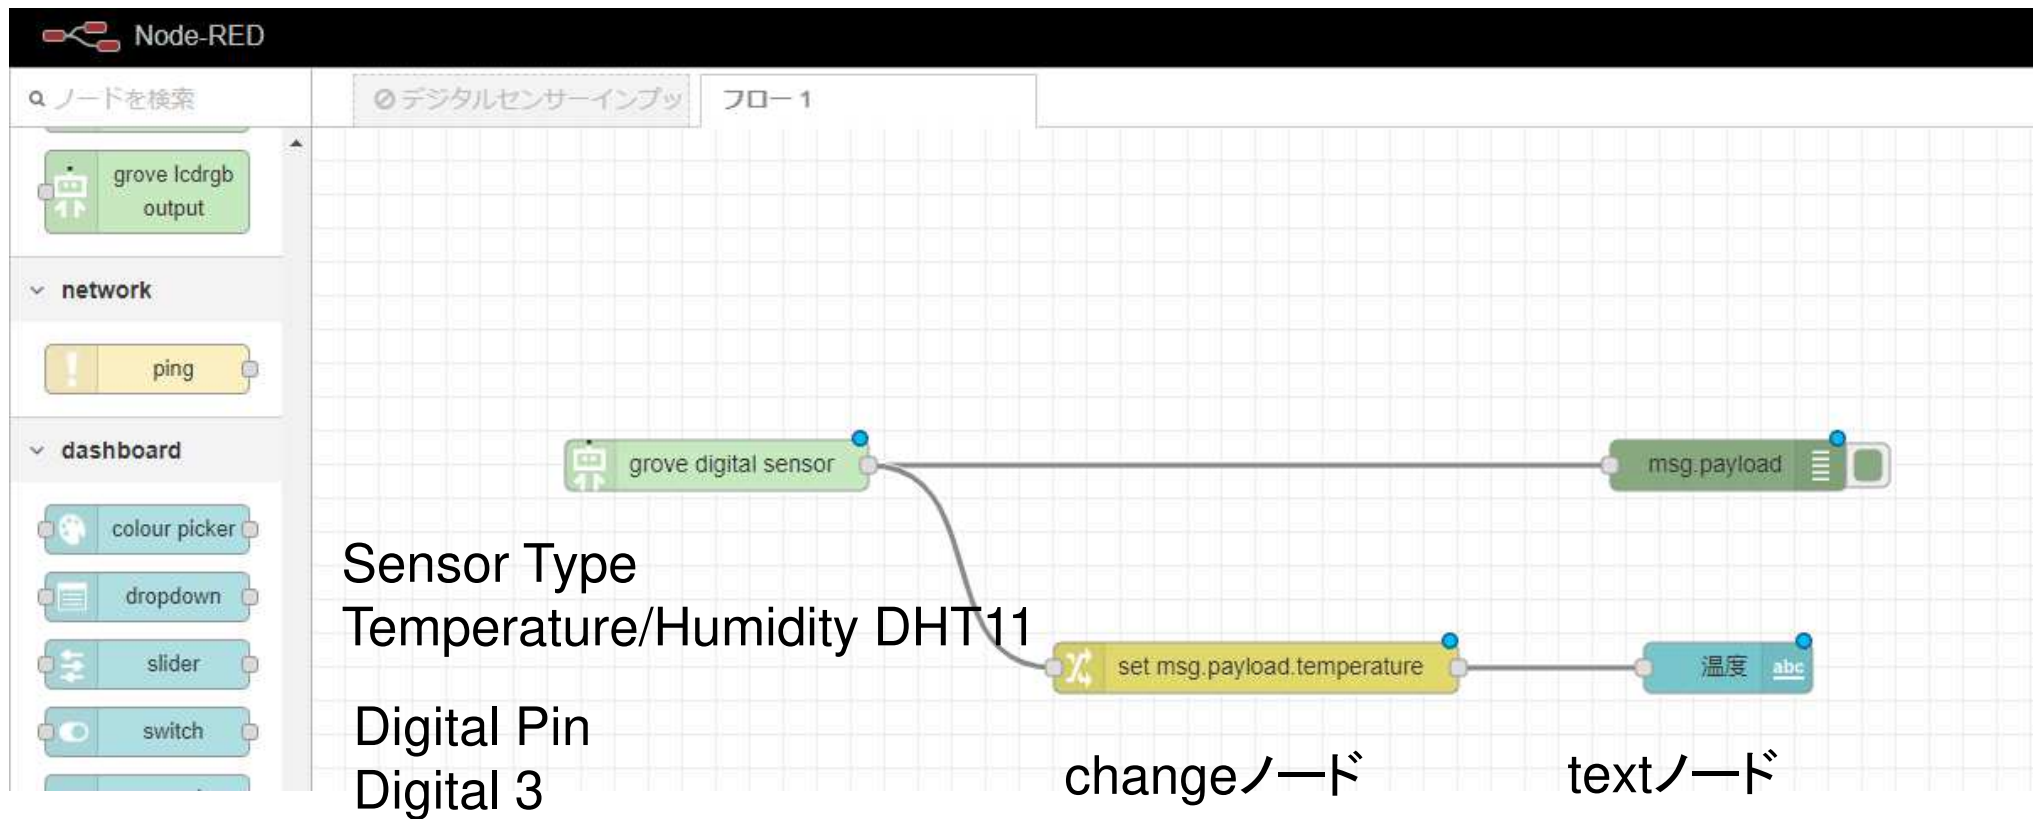 Node-RED
ノードを検索
デジタルセンサーインプッ
フロー 1
grove lcdrgb
output
network
ping
dashboard
colour picker
dropdown
slider
switch
grove digital sensor
msg.payload
Sensor Type
Temperature/Humidity DHT11
set msg.payload.temperature
温度
abc
Digital Pin
Digital 3
changeノード
textノード